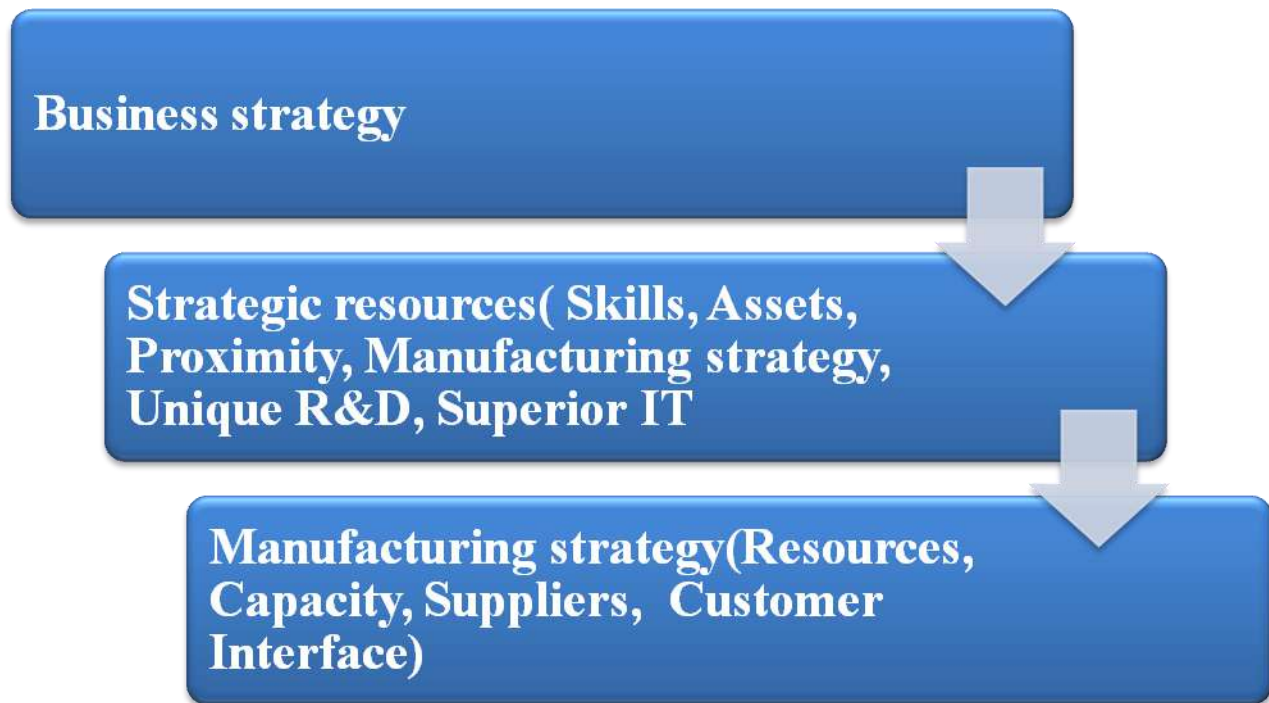 Business strategy
Strategic resources( Skills, Assets,
Proximity, Manufacturing strategy,
Unique R&D, Superior IT
Manufacturing strategy(Resources,
Capacity, Suppliers,  Customer
Interface)